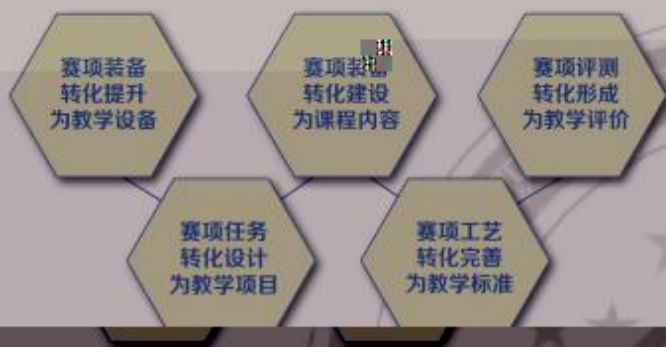 赛项装备
转化提升
为教学设备
赛项装
转化建设
为课程内容
赛项评测
转化形成
为教学评价
赛项任务
转化设计
为教学项目
赛项工艺
转化完善
为教学标准